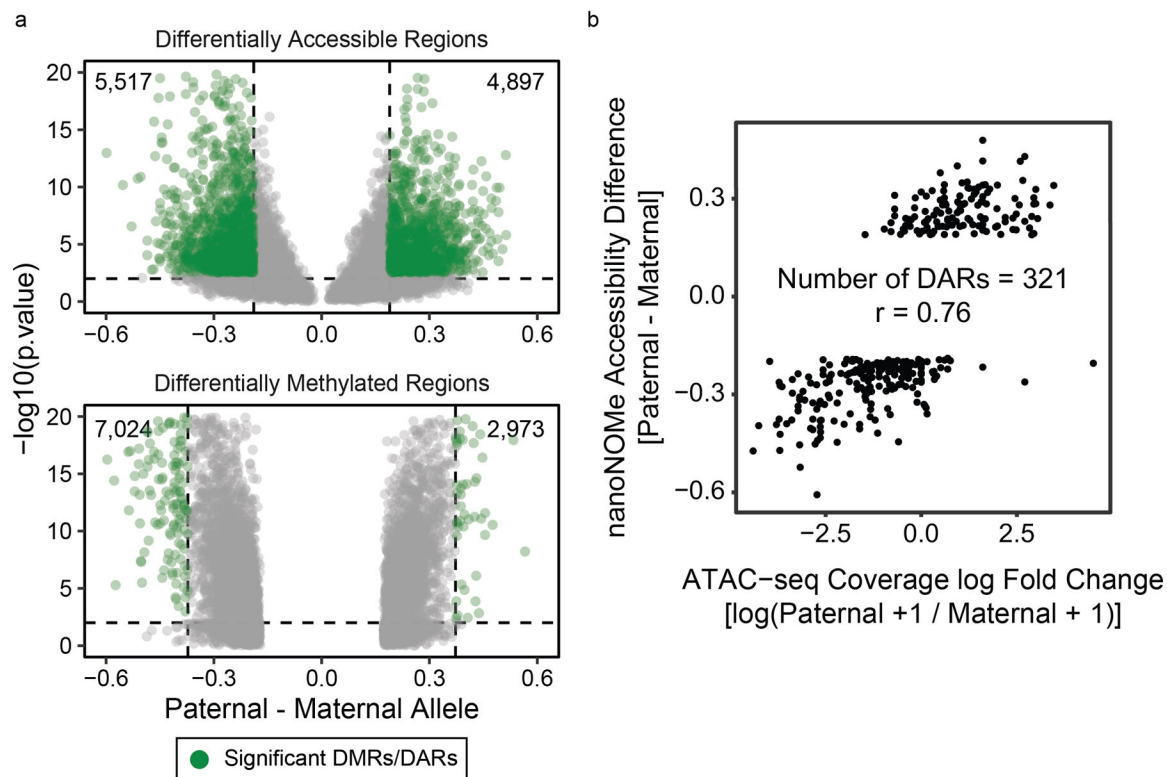 a
Differentially Accessible Regions
5,517
4,897
20
15
10
5
0
−0.6
−0.3
0.0
0.3
0.6
−log10(p.value)
Differentially Methylated Regions
7,024
2,973
20
15
10
5
0
−0.6
−0.3
0.0
0.3
0.6
Paternal - Maternal Allele
Significant DMRs/DARs
b
nanoNOMe Accessibility Difference
[Paternal - Maternal]
0.3
0.0
−0.3
−0.6
Number of DARs = 321
r = 0.76
−2.5
0.0
2.5
ATAC−seq Coverage log Fold Change
[log(Paternal +1 / Maternal + 1)]